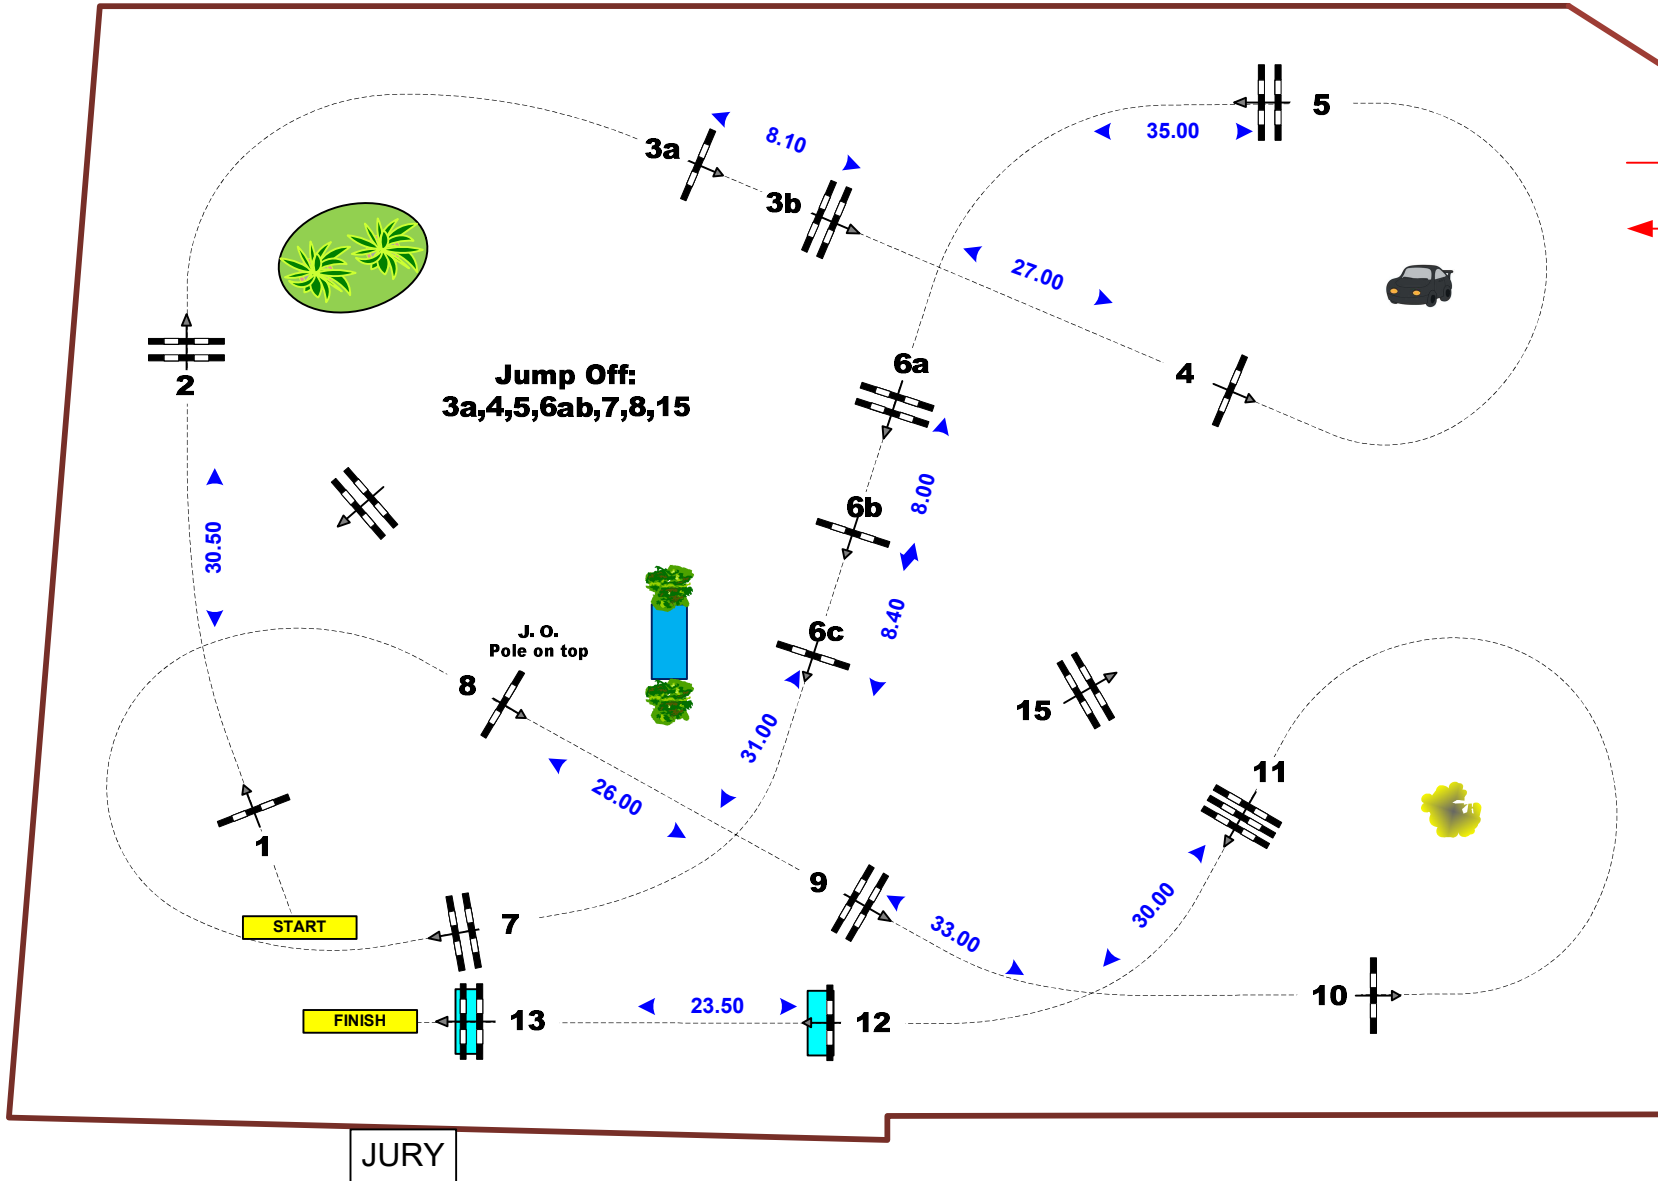 5
35.00
3a
8.10
3b
27.00
4
6a
2
Jump Off:
3a,4,5,6ab,7,8,15
8.00
6b
30.50
8.40
6c
J. O.
Pole on top
8
15
31.00
11
26.00
1
9
30.00
START
7
33.00
10
23.50
FINISH
13
12
JURY